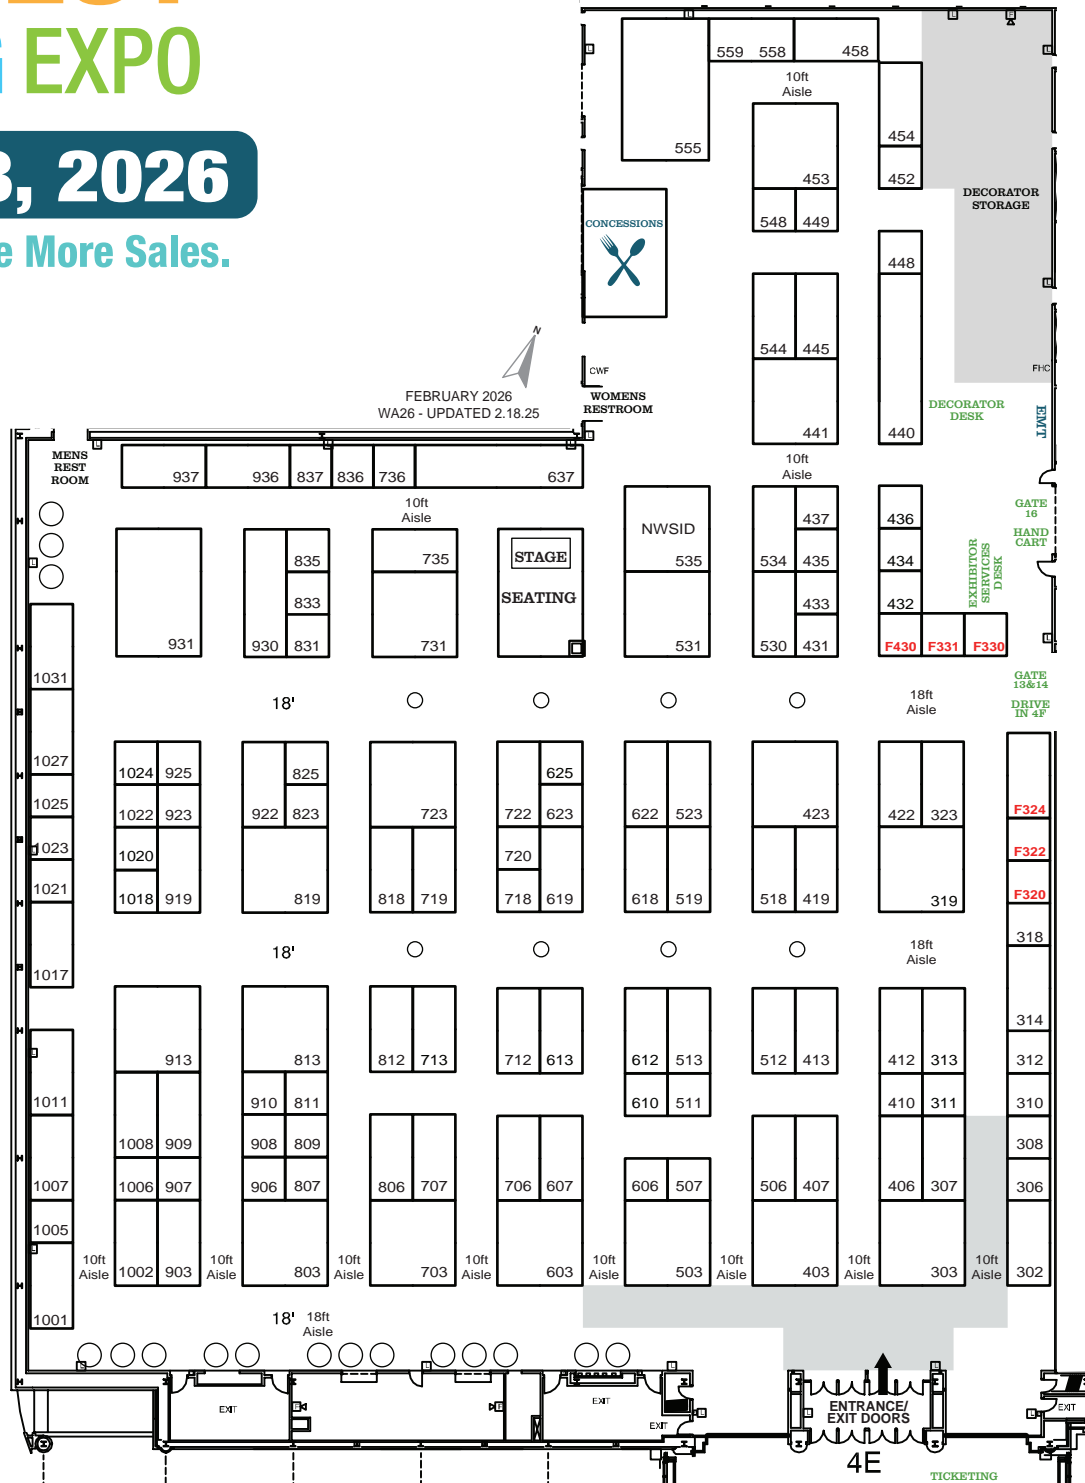 EXPO
3, 2026
e More Sales.
559 558 458
10ft
Aisle
555
454
453
452
DECORATOR
STORAGE
CONCESSIONS
548 449
448
N
544 445
CWF
FHC
FEBRUARY 2026
WA26 - UPDATED 2.18.25
WOMENS
RESTROOM
DECORATOR
DESK
EMT
441
440
MENS
REST
ROOM
937 936 837 836 736 637
10ft
Aisle
10ft
Aisle
GATE
16
HAND
CART
EXHIBITOR
SERVICES
DESK
NWSID
437 436
STAGE
835 735 535 534 435 434
SEATING
833 433 432
931 930 831 731 531 530 431 F430 F331 F330
1031
GATE
13&14
DRIVE
IN 4F
18'
18ft
Aisle
1027 1024 925 825 625
1025 1022 923 922 823 723 722 623 622 523 423 422 323 F324
1023 1020 720 F322
1021 1018 919 819 818 719 718 619 618 519 518 419 319 F320
318
18'
18ft
Aisle
1017
314
913 813 812 713 712 613 612 513 512 413 412 313 312
1011 910 811 610 511 410 311 310
1008 909 908 809 308
1007 1006 907 906 807 806 707 706 607 606 507 506 407 406 307 306
1005
10ft
Aisle
10ft
Aisle
10ft
Aisle
10ft
Aisle
10ft
Aisle
10ft
Aisle
10ft
Aisle
10ft
Aisle
1002 903 803 703 603 503 403 303 302
1001
18'
18ft
Aisle
EXIT
EXIT
EXIT
ENTRANCE/
EXIT DOORS
EXIT
4E
TICKETING